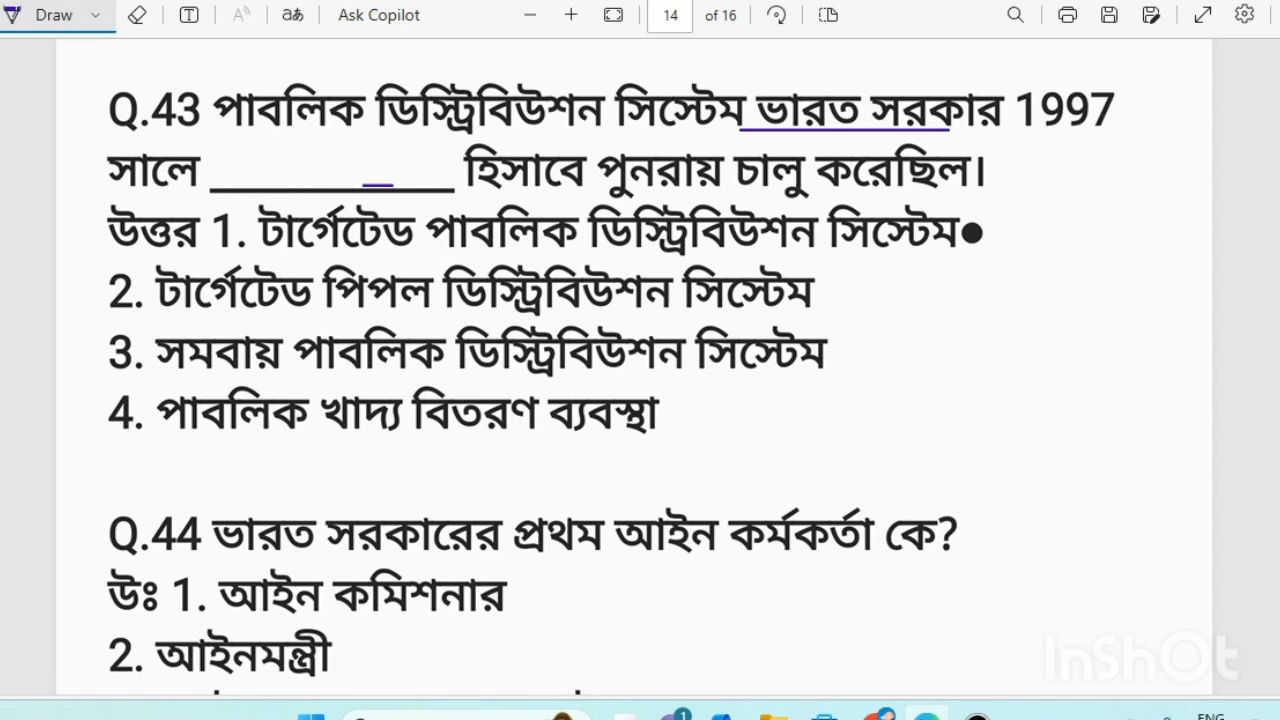 Draw
Ask Copilot
14 of 16
Q.43 পাবলিক ডিস্ট্রিবিউশন সিস্টেম ভারত সরকার 1997
সালে __________ হিসাবে পুনরায় চালু করেছিল।
উত্তর 1. টার্গেটেড পাবলিক ডিস্ট্রিবিউশন সিস্টেম●
2. টার্গেটেড পিপল ডিস্ট্রিবিউশন সিস্টেম
3. সমবায় পাবলিক ডিস্ট্রিবিউশন সিস্টেম
4. পাবলিক খাদ্য বিতরণ ব্যবস্থা
Q.44 ভারত সরকারের প্রথম আইন কর্মকর্তা কে?
উঃ 1. আইন কমিশনার
2. আইনমন্ত্রী
InShOt
ENG